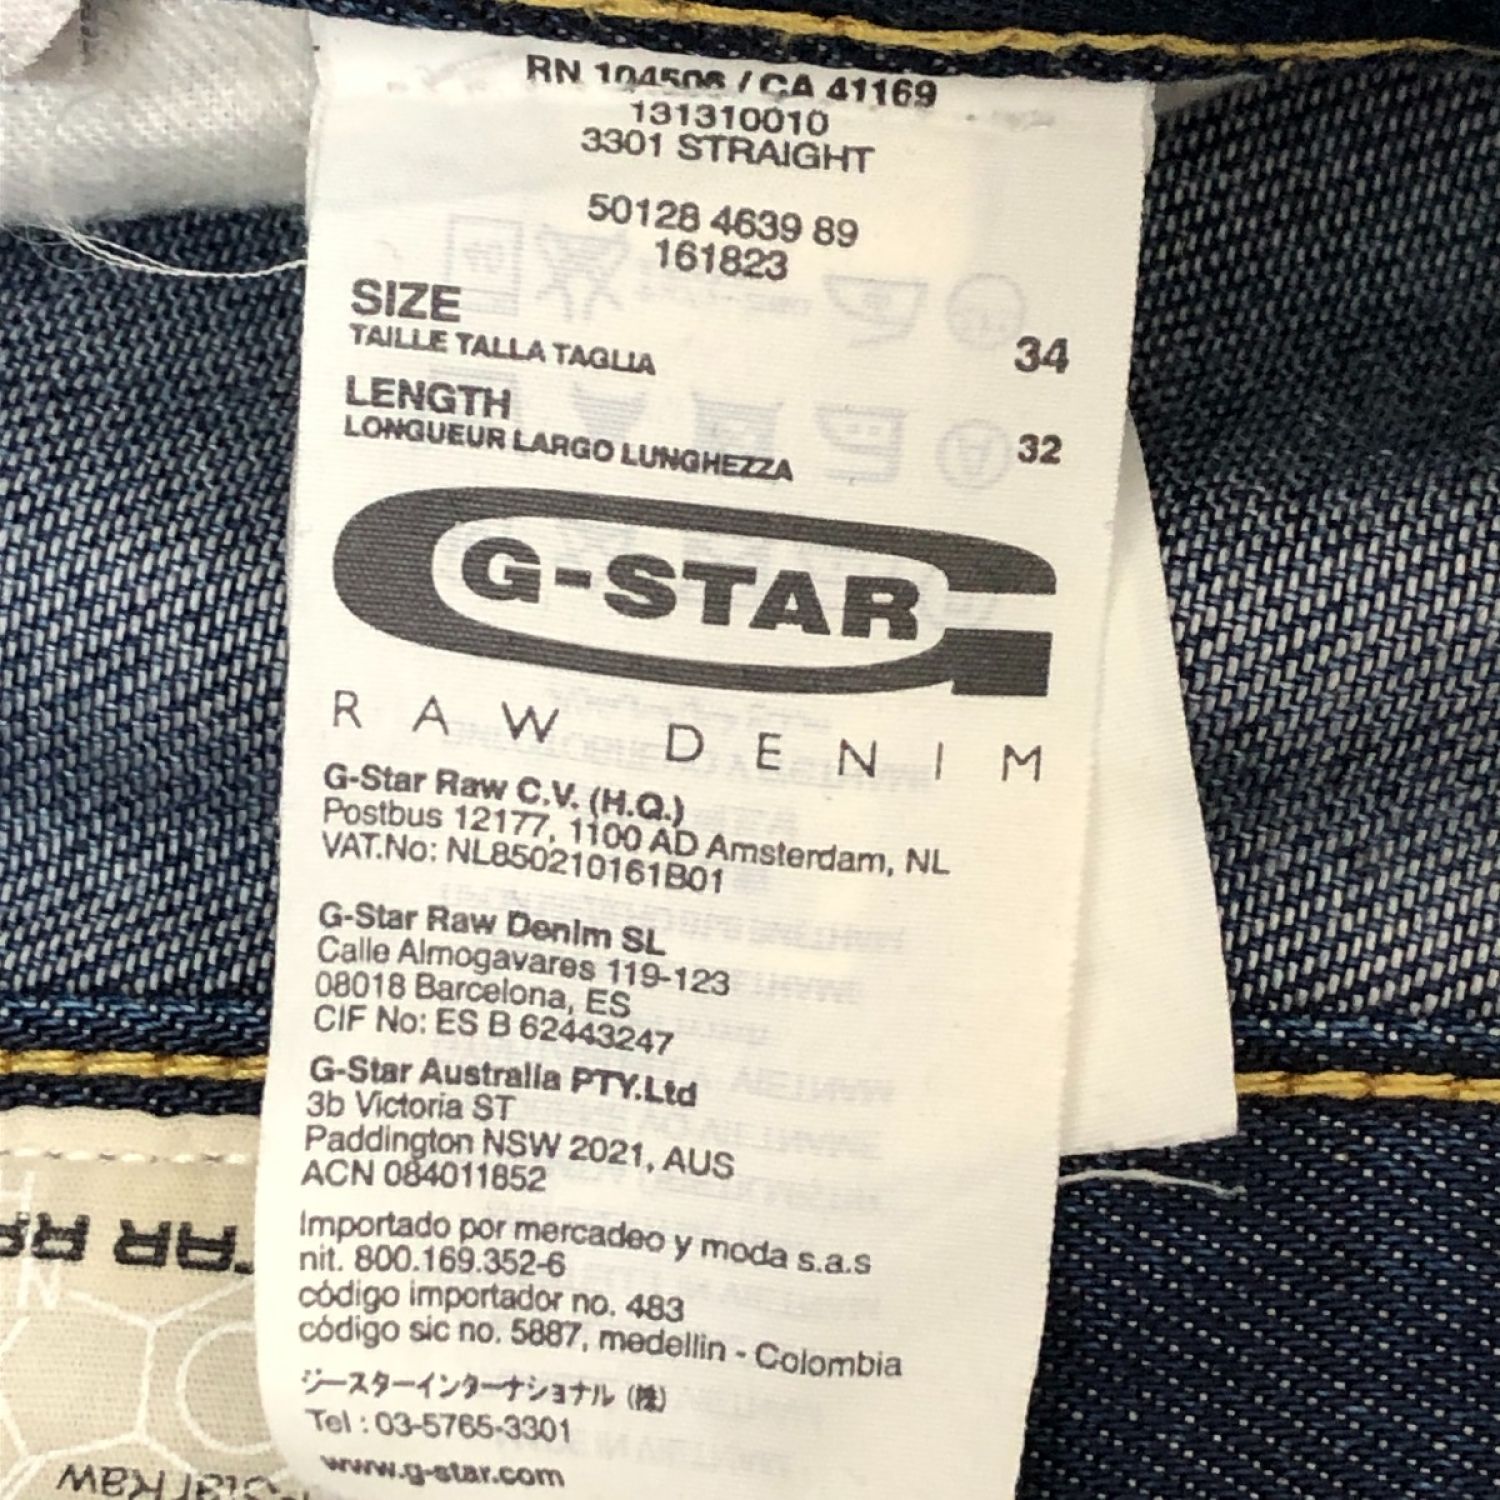 RN 104506 / CA 41169
131310010
3301 STRAIGHT
50128 4639 89
161823
SIZE
TAILLE TALLA TAGLIA
34
LENGTH
LONGUEUR LARGO LUNGHEZZA
32
G-STAR
RAW DENIM
G-Star Raw C.V. (H.Q.)
Postbus 12177, 1100 AD Amsterdam, NL
VAT.No: NL850210161B01
G-Star Raw Denim SL
Calle Almogavares 119-123
08018 Barcelona, ES
CIF No: ES B 62443247
G-Star Australia PTY.Ltd
3b Victoria ST
Paddington NSW 2021, AUS
ACN 084011852
Importado por mercadeo y moda s.a.s
nit. 800.169.352-6
código importador no. 483
código sic no. 5887, medellin - Colombia
ジースターインターナショナル (株)
Tel : 03-5765-3301
www.g-star.com